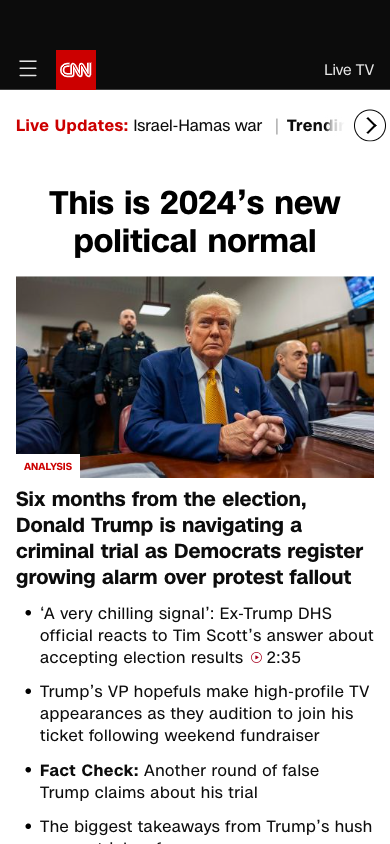 CNN
Live TV
Live Updates: Israel-Hamas war | Trendi
This is 2024’s new
political normal
ANALYSIS
Six months from the election,
Donald Trump is navigating a
criminal trial as Democrats register
growing alarm over protest fallout
• ‘A very chilling signal’: Ex-Trump DHS
official reacts to Tim Scott’s answer about
accepting election results 2:35
• Trump’s VP hopefuls make high-profile TV
appearances as they audition to join his
ticket following weekend fundraiser
• Fact Check: Another round of false
Trump claims about his trial
• The biggest takeaways from Trump’s hush